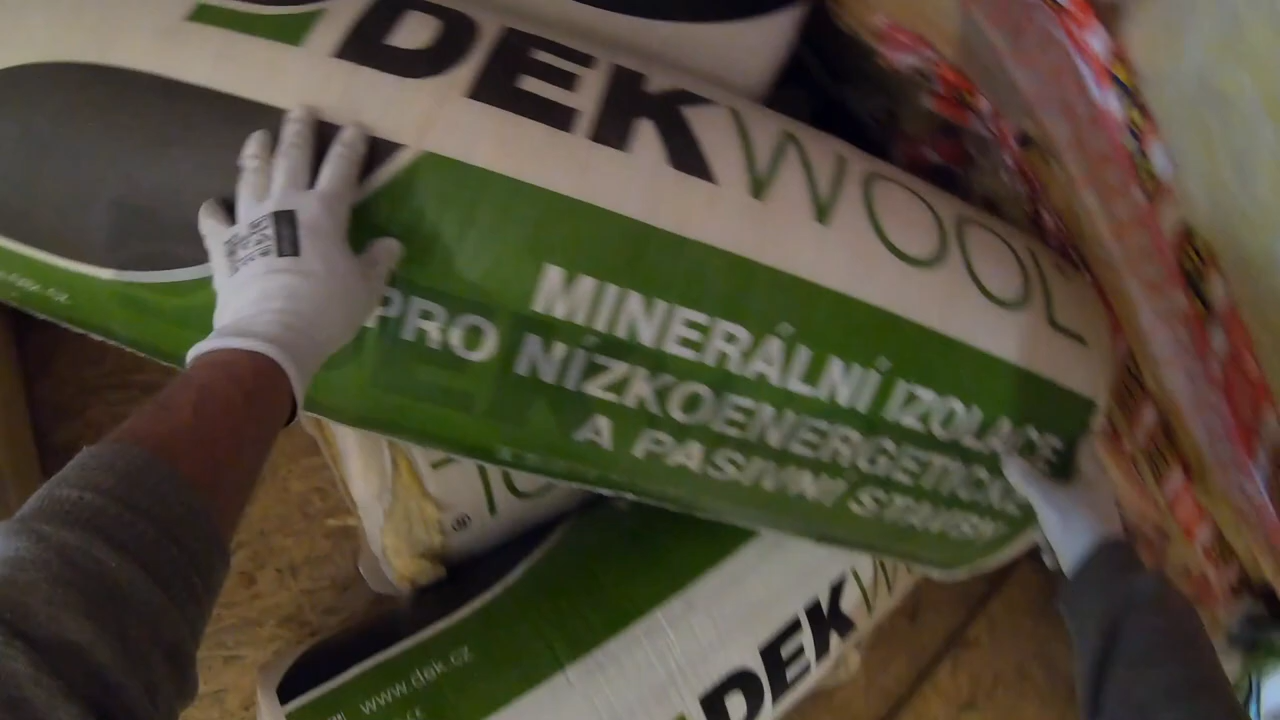 DEKWOOL
MINERÁLNÍ IZOLACE
PRO NÍZKOENERGETICKÉ
A PASIVNÍ STAVBY
®
DEK
www.dek.cz